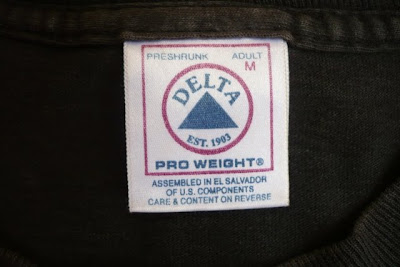 PRESHRUNK ADULT
M
DELTA
EST. 1903
PRO WEIGHT®
ASSEMBLED IN EL SALVADOR
OF U.S. COMPONENTS
CARE & CONTENT ON REVERSE